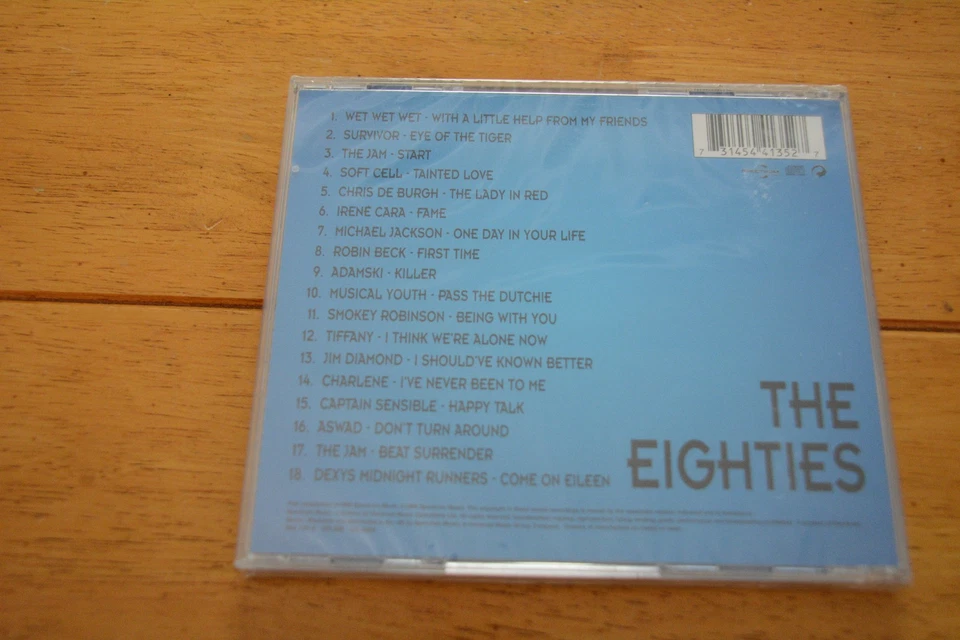 1. WET WET WET - WITH A LITTLE HELP FROM MY FRIENDS
2. SURVIVOR - EYE OF THE TIGER
3. THE JAM - START
4. SOFT CELL - TAINTED LOVE
5. CHRIS DE BURGH - THE LADY IN RED
6. IRENE CARA - FAME
7. MICHAEL JACKSON - ONE DAY IN YOUR LIFE
8. ROBIN BECK - FIRST TIME
9. ADAMSKI - KILLER
10. MUSICAL YOUTH - PASS THE DUTCHIE
11. SMOKEY ROBINSON - BEING WITH YOU
12. TIFFANY - I THINK WE'RE ALONE NOW
13. JIM DIAMOND - I SHOULD'VE KNOWN BETTER
14. CHARLENE - I'VE NEVER BEEN TO ME
15. CAPTAIN SENSIBLE - HAPPY TALK
16. ASWAD - DON'T TURN AROUND
17. THE JAM - BEAT SURRENDER
18. DEXYS MIDNIGHT RUNNERS - COME ON EILEEN
7 31454 41352 7
THE
EIGHTIES